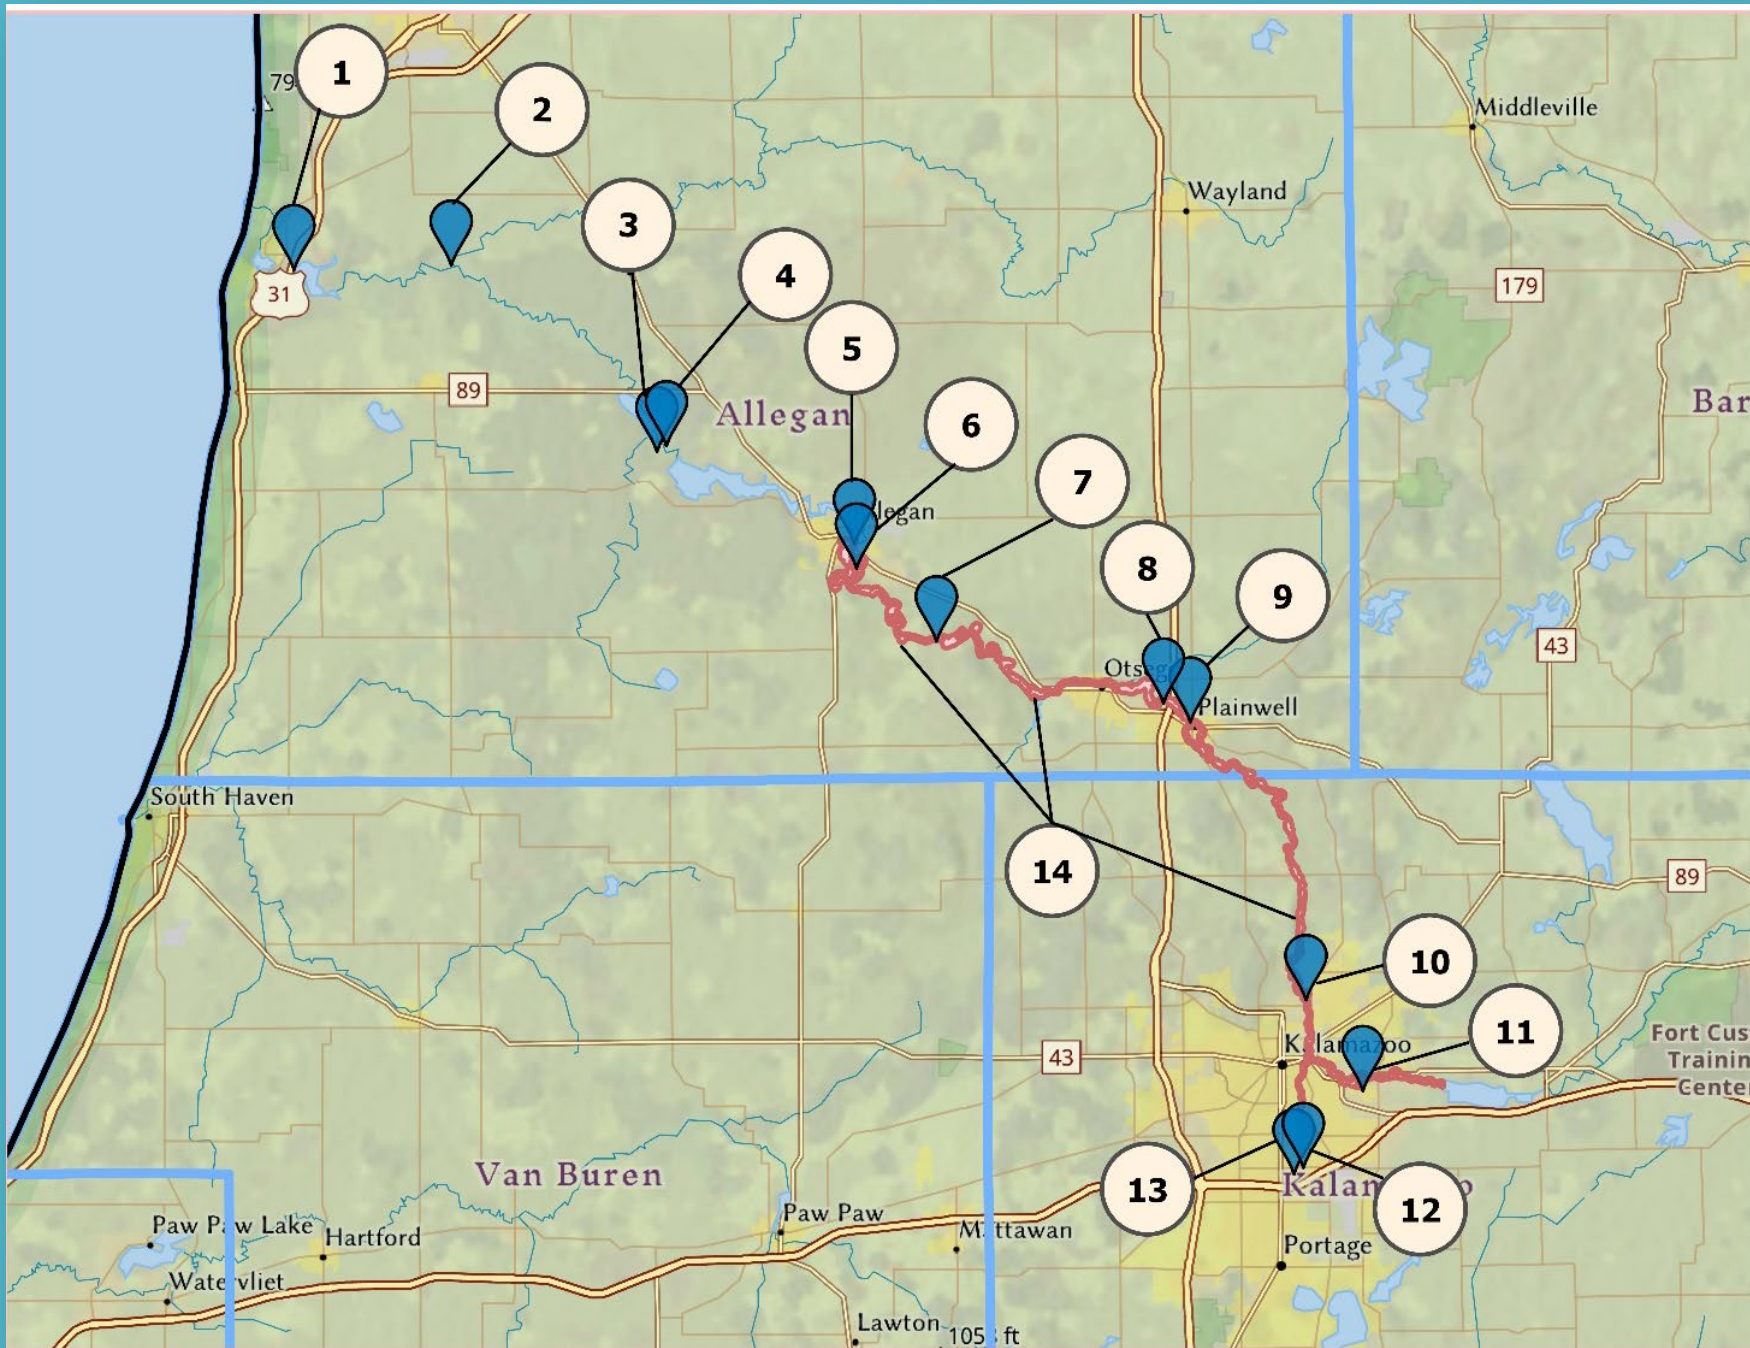 1
79
2
Middleville
Wayland
3
4
31
179
5
89
Allegan
Bar
6
7
legan
8
9
43
Otseg
Plainwell
South Haven
14
89
10
11
Fort Cus
Trainin
Cente
K lamazoo
43
Van Buren
13
12
Kalam
Paw Paw Lake
Hartford
Paw Paw
Mattawan
Portage
Watervliet
Lawton
1058 ft